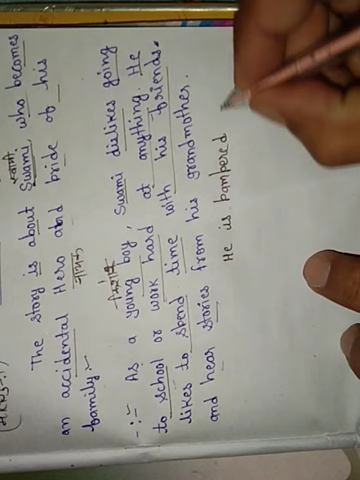 The story is about Swami, who becomes
an accidental Hero and bride of his
family :-
-:- As a young boy, Swami dislikes going
to school or work hard at anything. He
likes to spend time with his friends.
and hear stories from his grandmother.
He is pampered